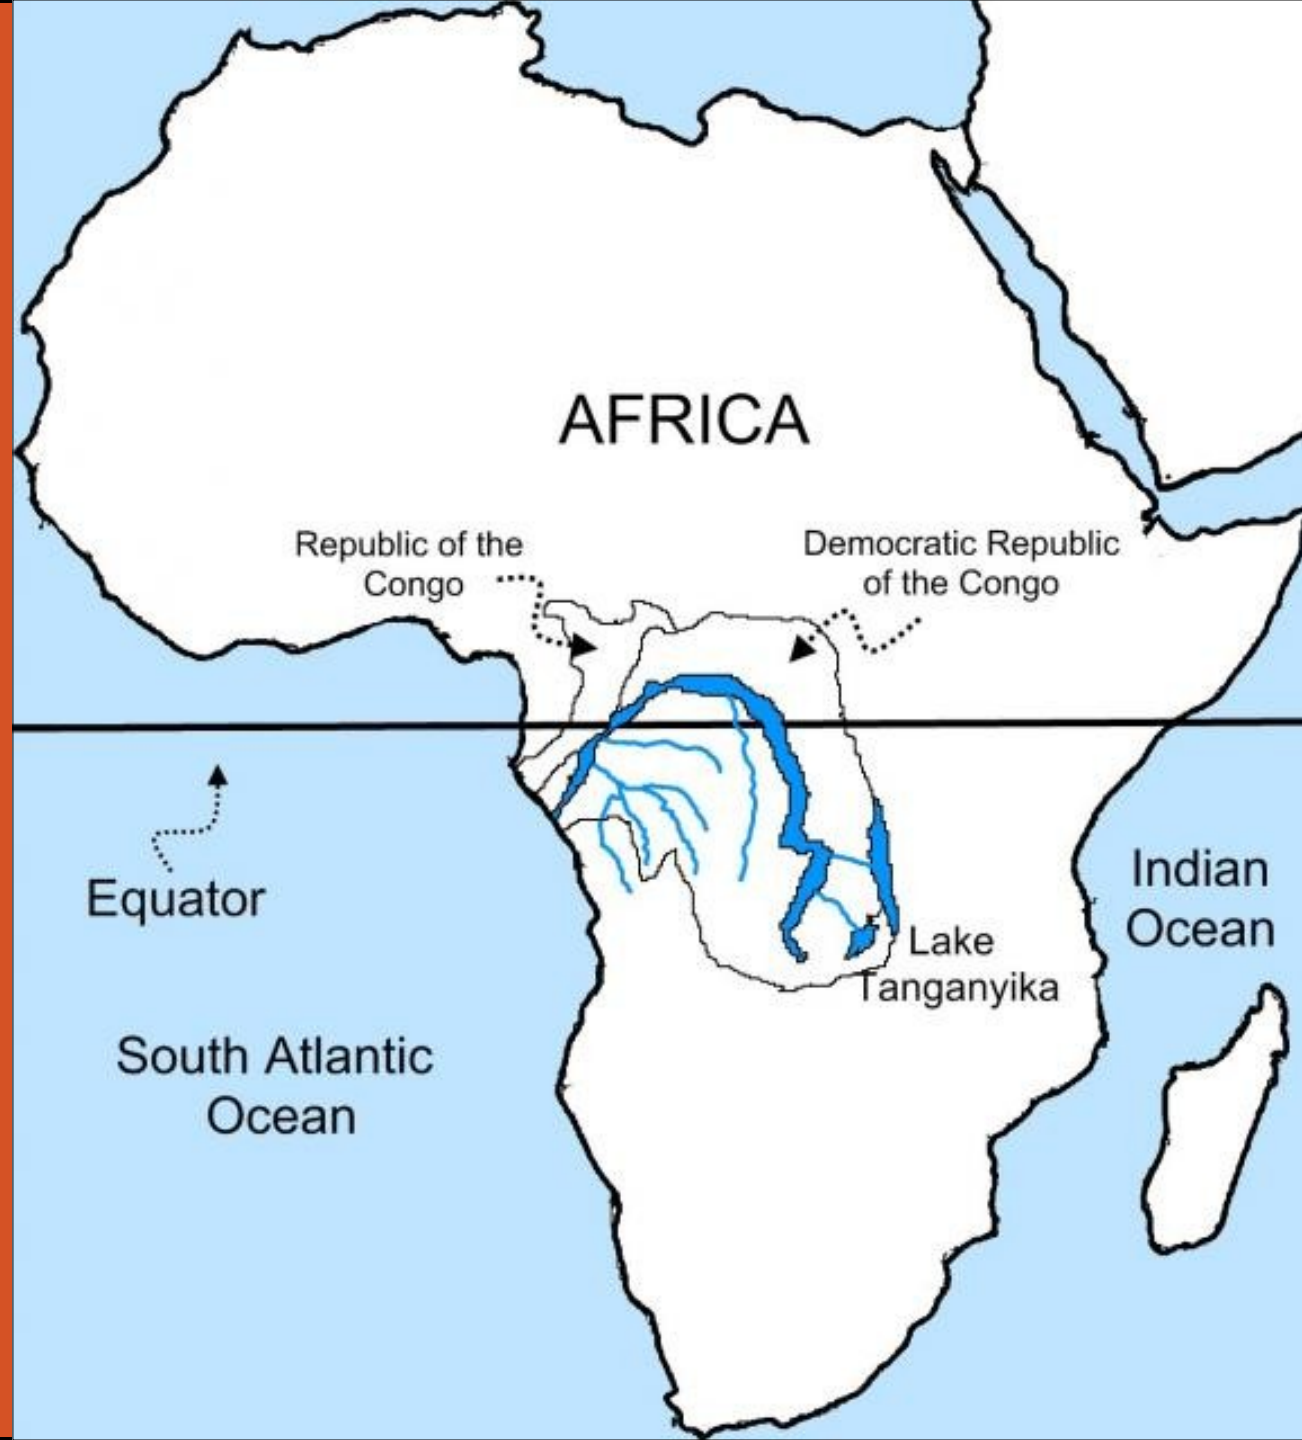 AFRICA
Republic of the
Congo
Democratic Republic
of the Congo
Equator
Indian
Ocean
Lake
Tanganyika
South Atlantic
Ocean